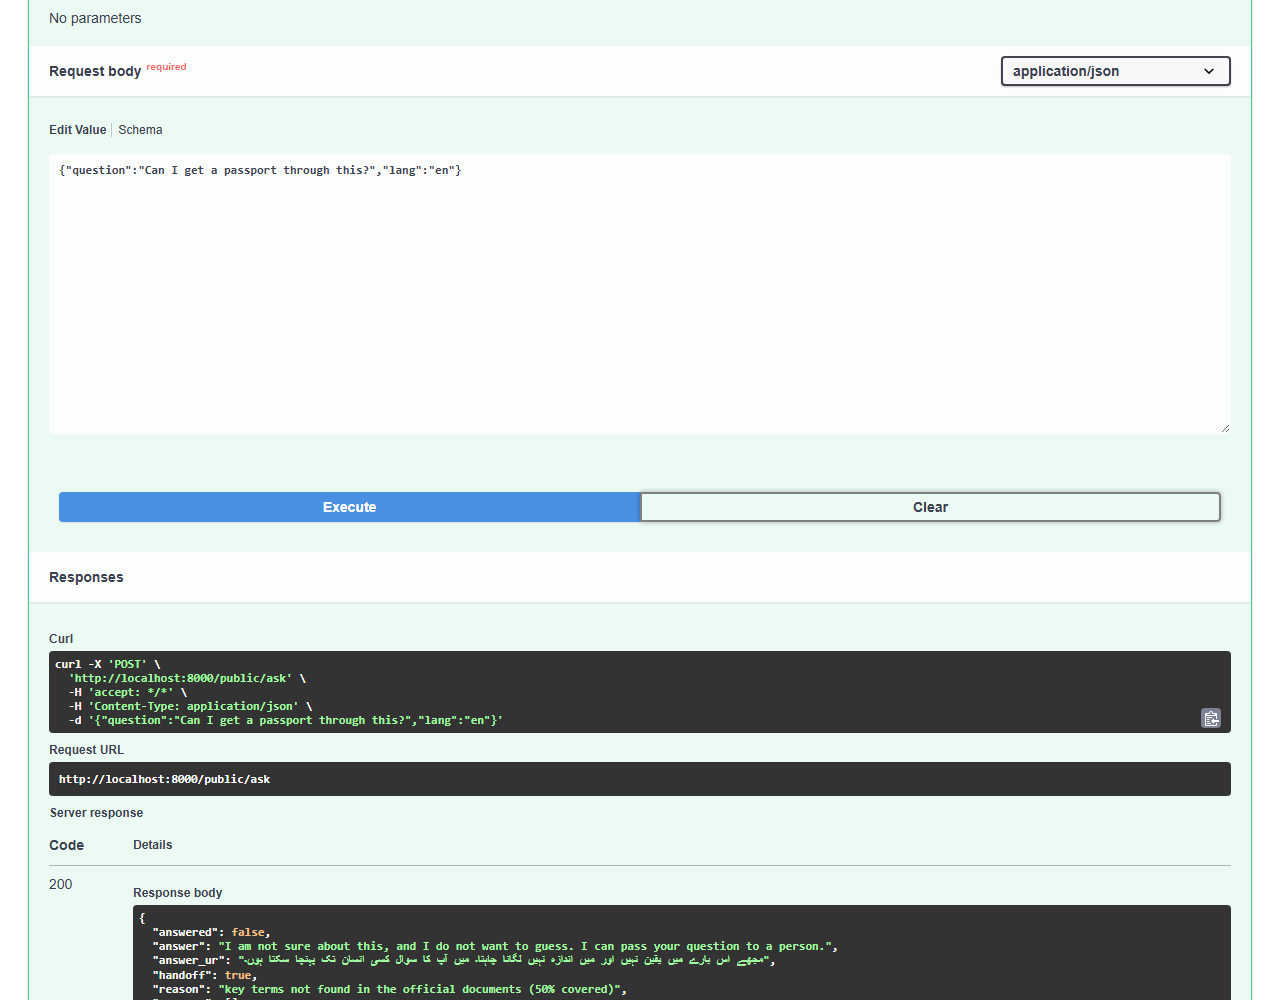 No parameters
Request body required
application/json
Edit Value | Schema
{"question":"Can I get a passport through this?","lang":"en"}
Execute
Clear
Responses
Curl
curl -X 'POST' \
'http://localhost:8000/public/ask' \
-H 'accept: */*' \
-H 'Content-Type: application/json' \
-d '{"question":"Can I get a passport through this?","lang":"en"}'
Request URL
http://localhost:8000/public/ask
Server response
Code Details
200
Response body
{
"answered": false,
"answer": "I am not sure about this, and I do not want to guess. I can pass your question to a person.",
"answer_ur": "مجھے اس بارے میں یقین نہیں اور میں اندازہ نہیں لگانا چاہتا۔ میں آپ کا سوال کسی انسان تک پہنچا سکتا ہوں۔",
"handoff": true,
"reason": "key terms not found in the official documents (50% covered)",